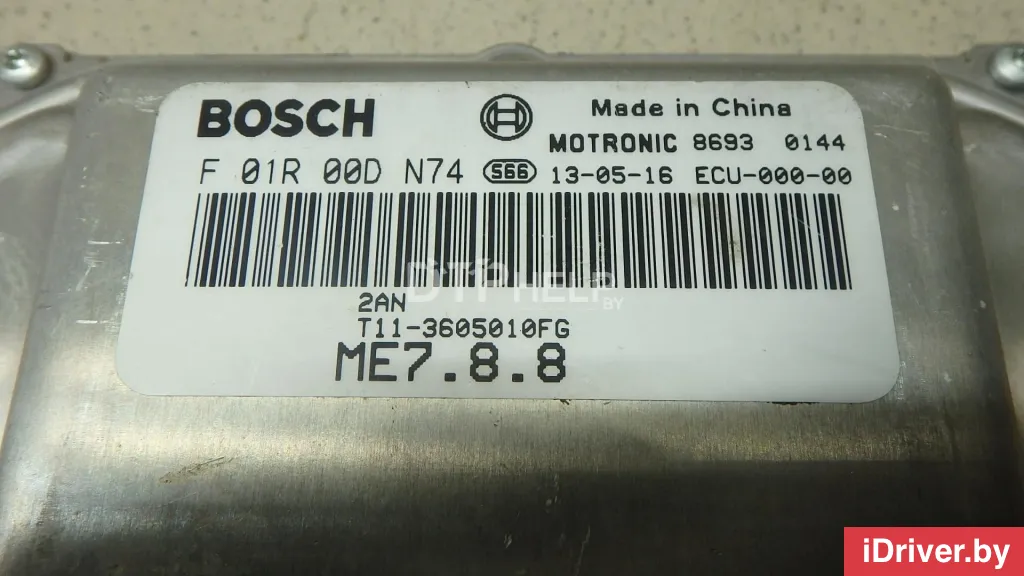 BOSCH
Made in China
MOTRONIC 8693 0144
F 01R 00D N74 S66 13-05-16 ECU-000-00
DTP HELP
BY
2AN
T11-3605010FG
ME7.8.8
iDriver.by